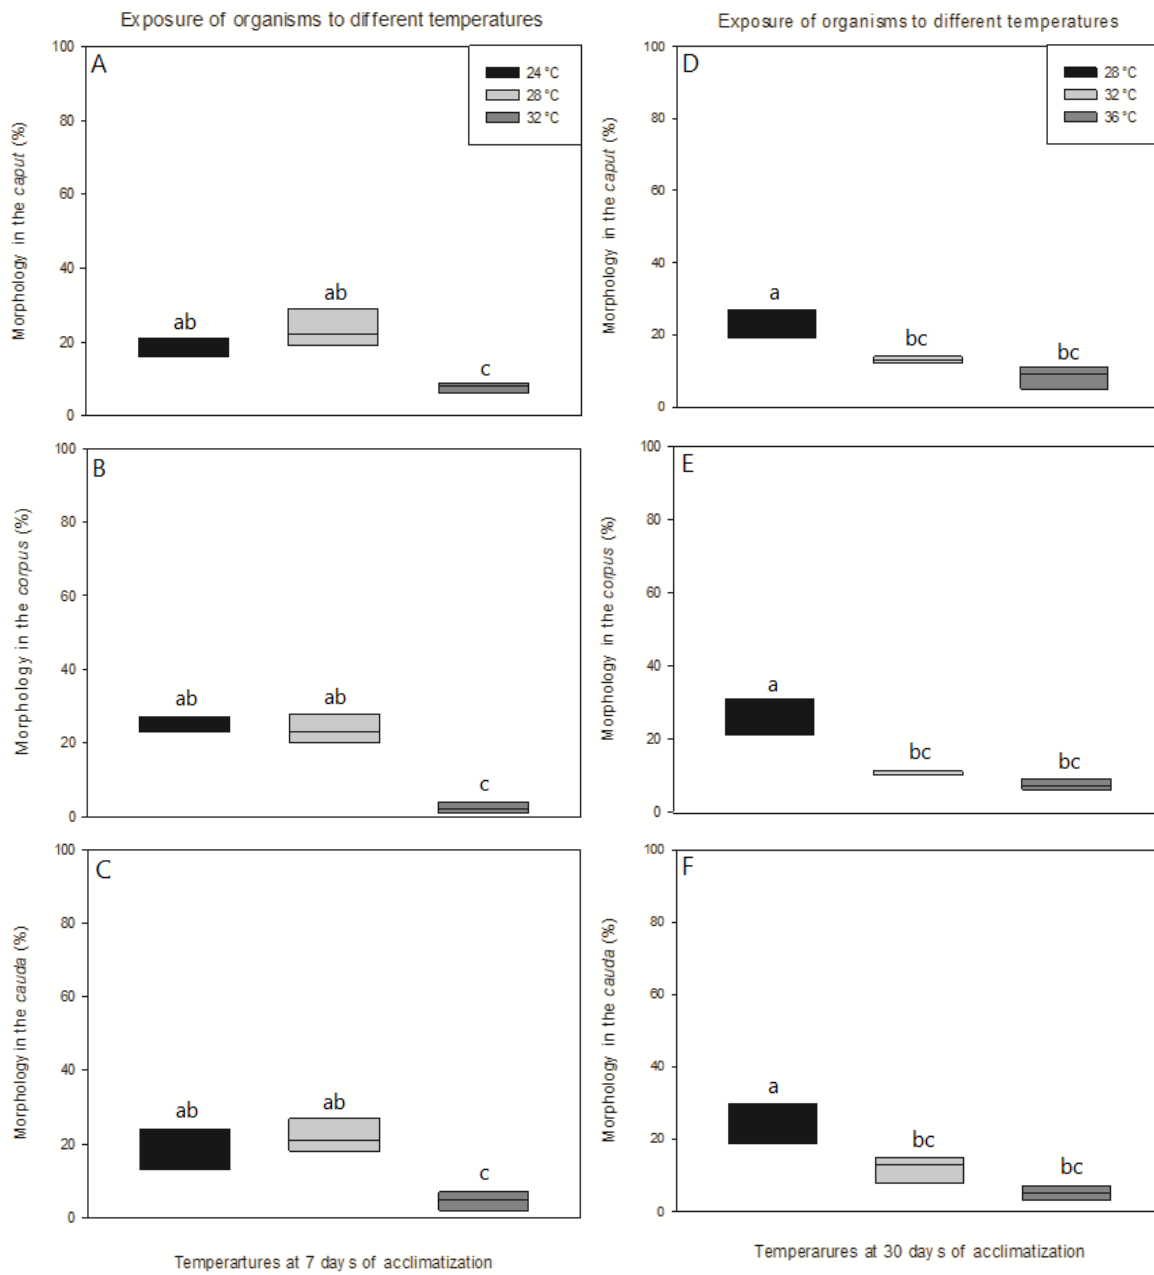 Exposure of organisms to different temperatures
A
24 °C
28 °C
32 °C
Morphology in the caput (%)
100
80
60
40
20
0
ab
ab
c
B
Morphology in the corpus (%)
100
80
60
40
20
0
ab
ab
c
C
Morphology in the cauda (%)
100
80
60
40
20
0
ab
ab
c
Temperartures at 7 days of acclimatization
Exposure of organisms to different temperatures
D
28 °C
32 °C
36 °C
Morphology in the caput (%)
100
80
60
40
20
0
a
bc
bc
E
Morphology in the corpus (%)
100
80
60
40
20
0
a
bc
bc
F
Morphology in the cauda (%)
100
80
60
40
20
0
a
bc
bc
Temperarures at 30 days of acclimatization